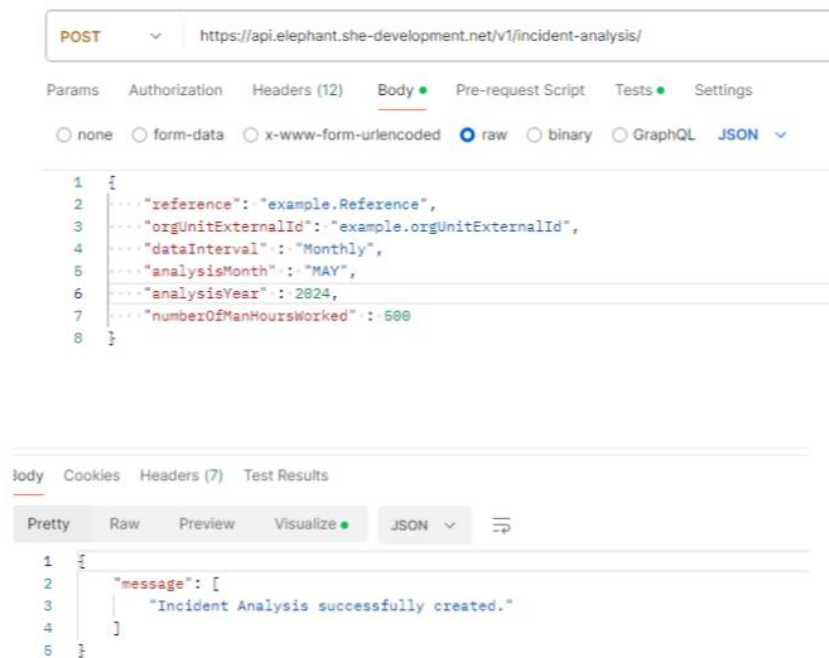 POST https://api.elephant.she-development.net/v1/incident-analysis/
Params Authorization Headers (12) Body Pre-request Script Tests Settings
none form-data x-www-form-urlencoded raw binary GraphQL JSON
1 {
2 "reference": "example.Reference",
3 "orgUnitExternalId": "example.orgUnitExternalId",
4 "dataInterval" : "Monthly",
5 "analysisMonth" : "MAY",
6 "analysisYear" : 2024,
7 "numberOfManHoursWorked" : 500
8 }
Body Cookies Headers (7) Test Results
Pretty Raw Preview Visualize JSON
1 {
2 "message": [
3 "Incident Analysis successfully created."
4 ]
5 }